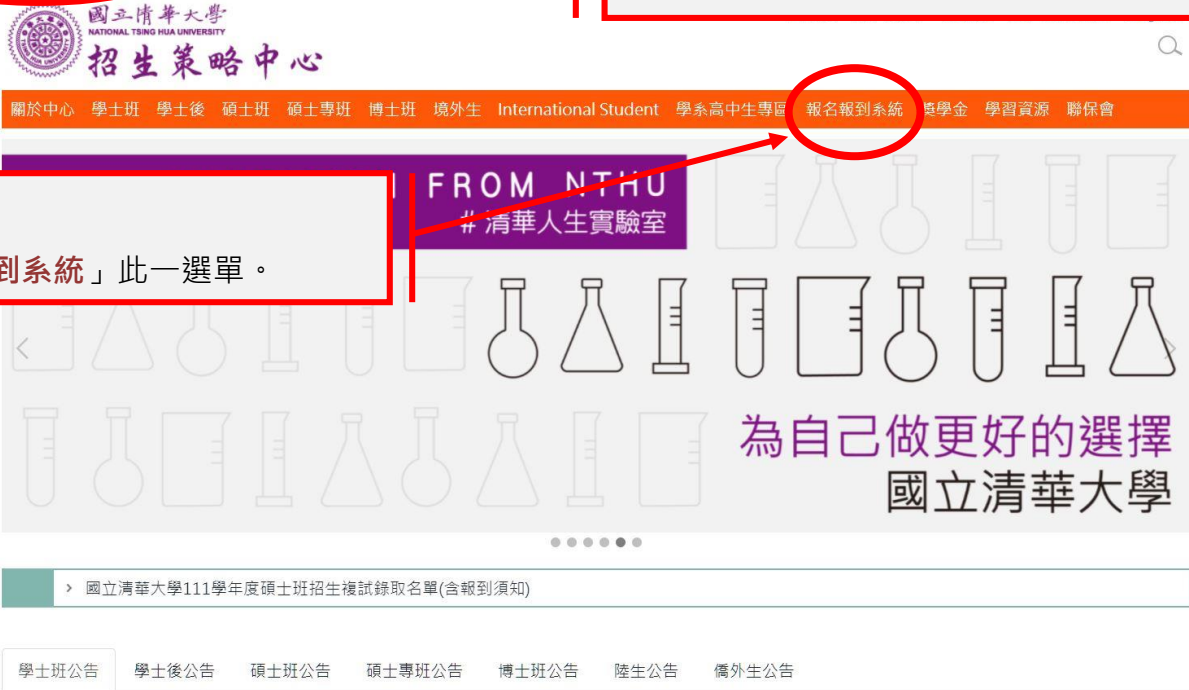 國立清華大學
NATIONAL TSING HUA UNIVERSITY
招生策略中心
關於中心 學士班 學士後 碩士班 碩士專班 博士班 境外生 International Student 學系高中生專區 報名報到系統 獎學金 學習資源 聯保會
FROM NTHU
#清華人生實驗室
到系統」此一選單。
為自己做更好的選擇
國立清華大學
> 國立清華大學111學年度碩士班招生複試錄取名單(含報到須知)
學士班公告 學士後公告 碩士班公告 碩士專班公告 博士班公告 陸生公告 僑外生公告